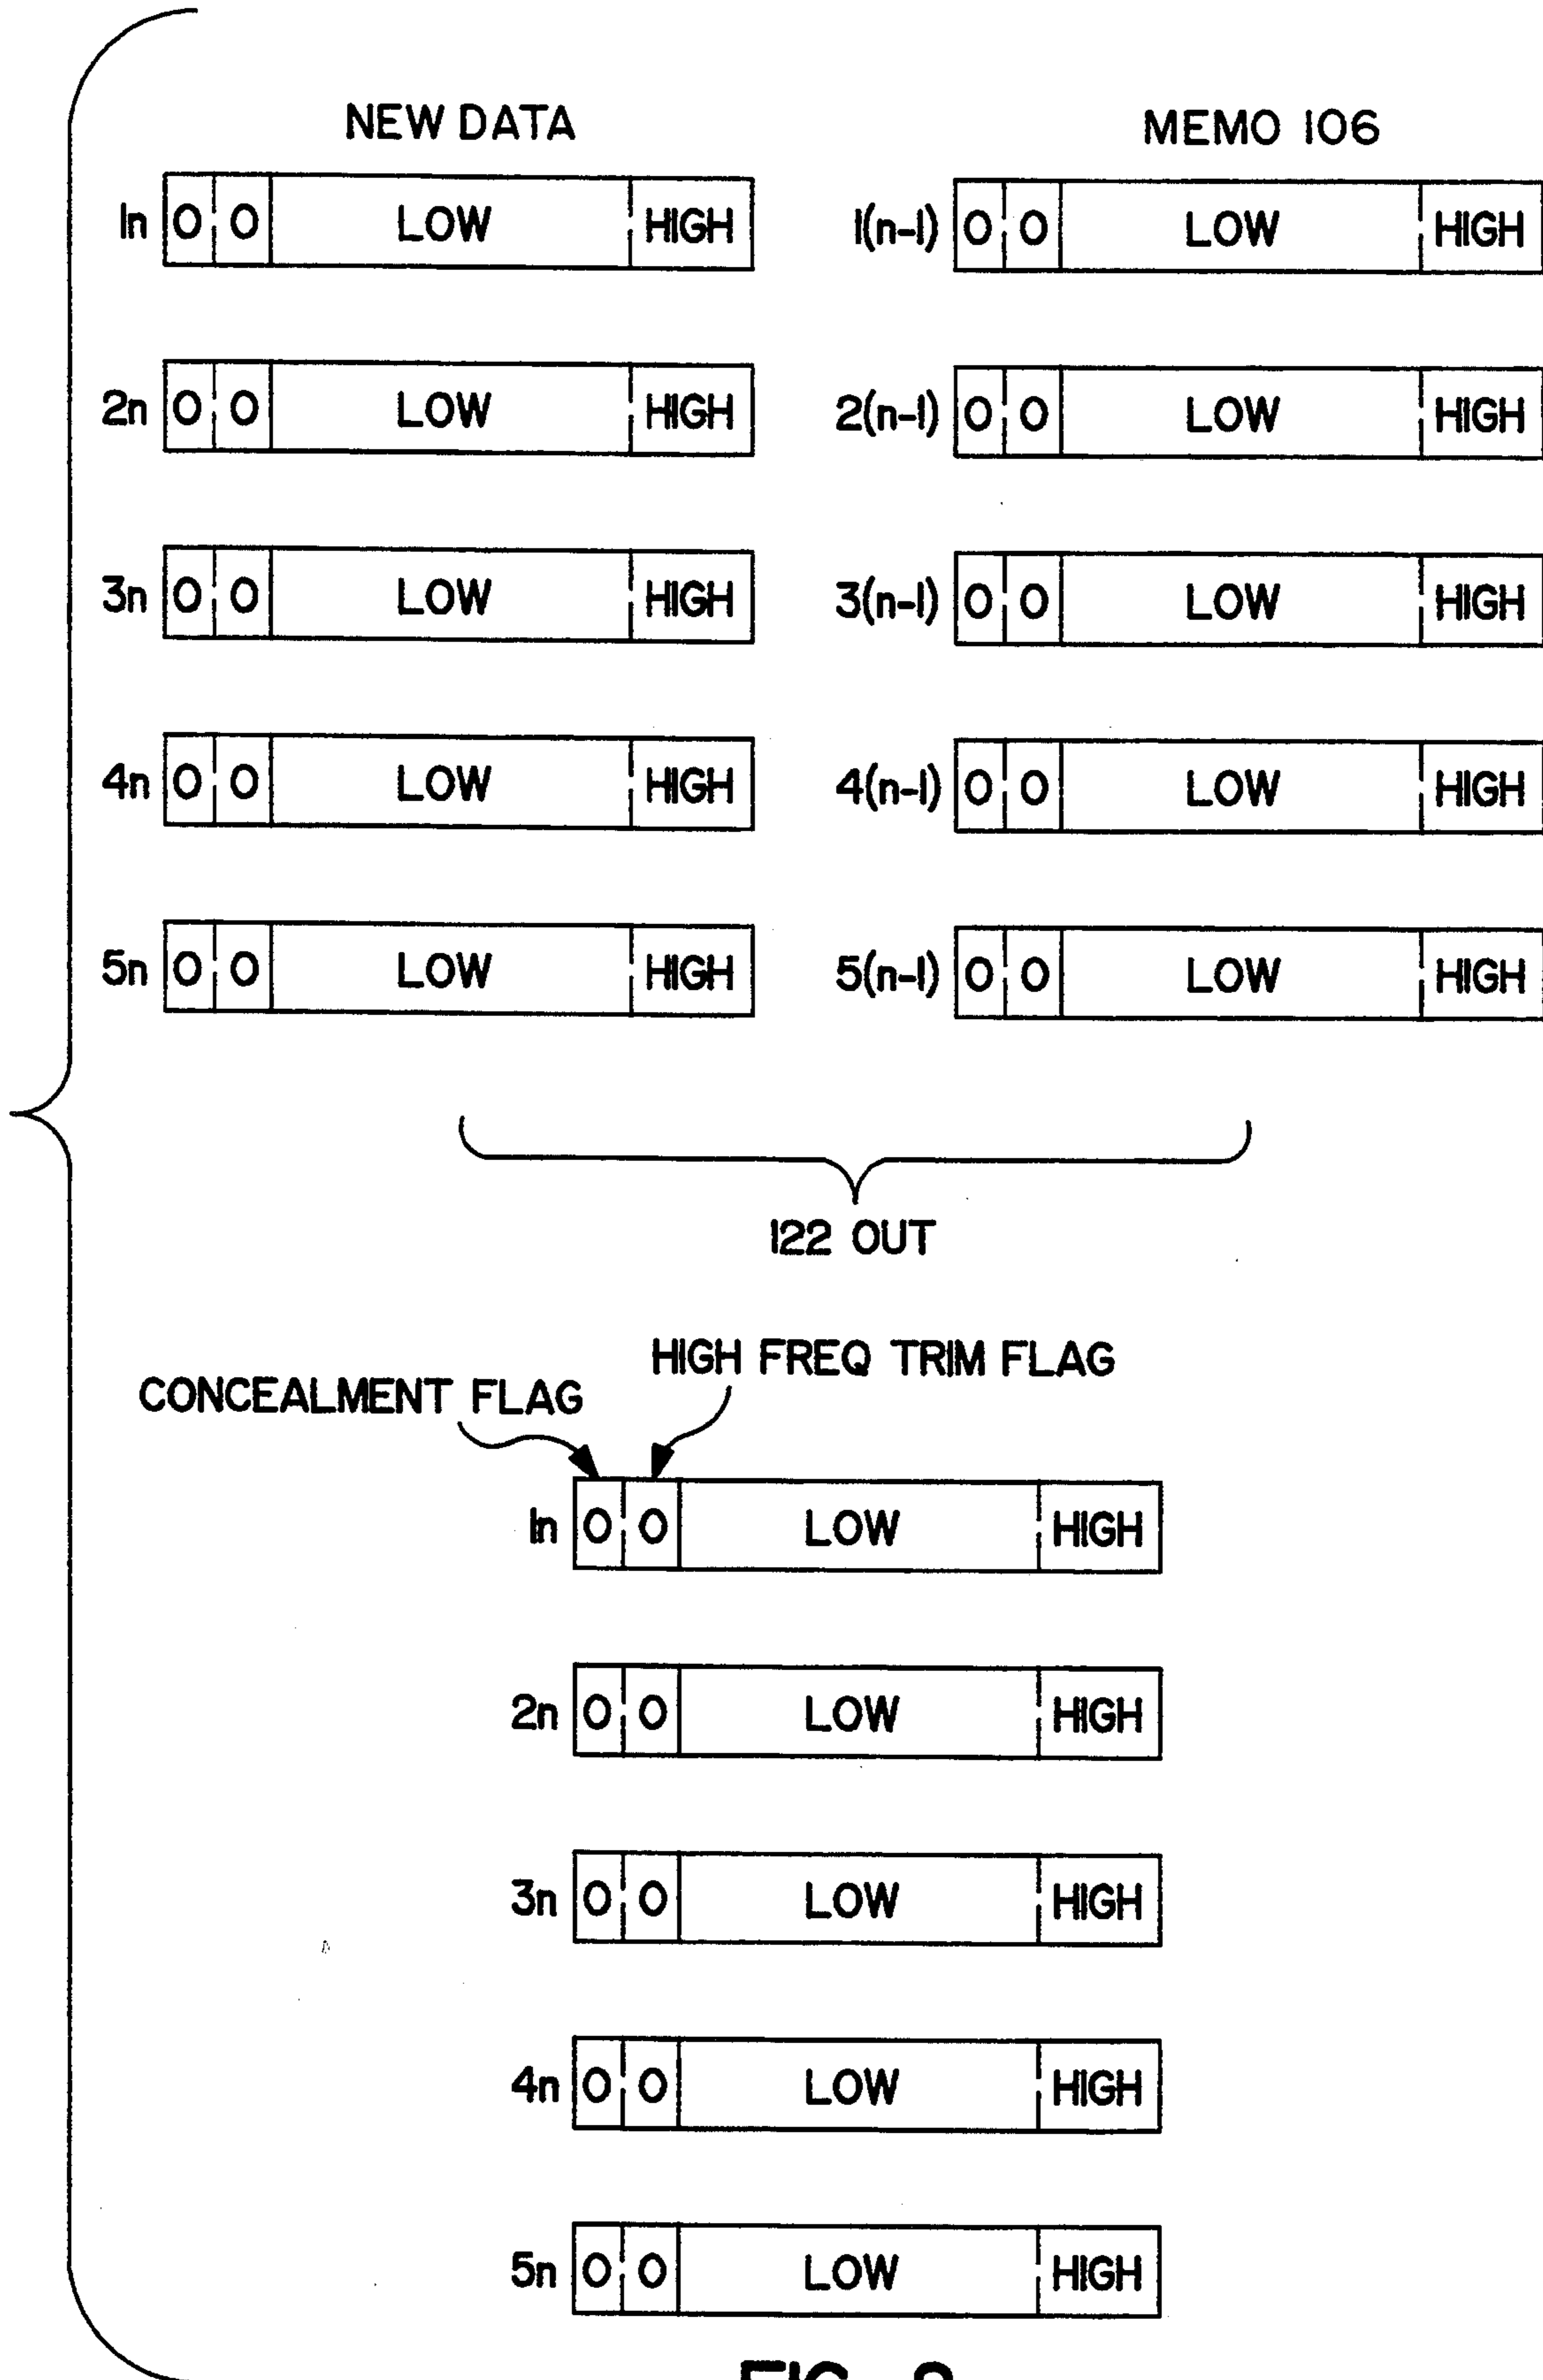 NEW DATA MEMO 106
1n 0 0 LOW HIGH 1(n-1) 0 0 LOW HIGH
2n 0 0 LOW HIGH 2(n-1) 0 0 LOW HIGH
3n 0 0 LOW HIGH 3(n-1) 0 0 LOW HIGH
4n 0 0 LOW HIGH 4(n-1) 0 0 LOW HIGH
5n 0 0 LOW HIGH 5(n-1) 0 0 LOW HIGH
122 OUT
HIGH FREQ TRIM FLAG
CONCEALMENT FLAG
1n 0 0 LOW HIGH
2n 0 0 LOW HIGH
3n 0 0 LOW HIGH
4n 0 0 LOW HIGH
5n 0 0 LOW HIGH
FIG.